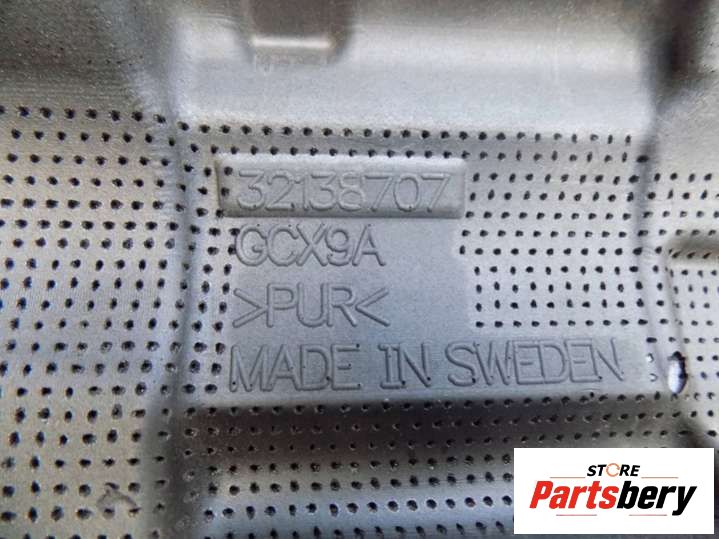 32138707
GCX9A
>PUR<
MADE IN SWEDEN
STORE
Partsbery